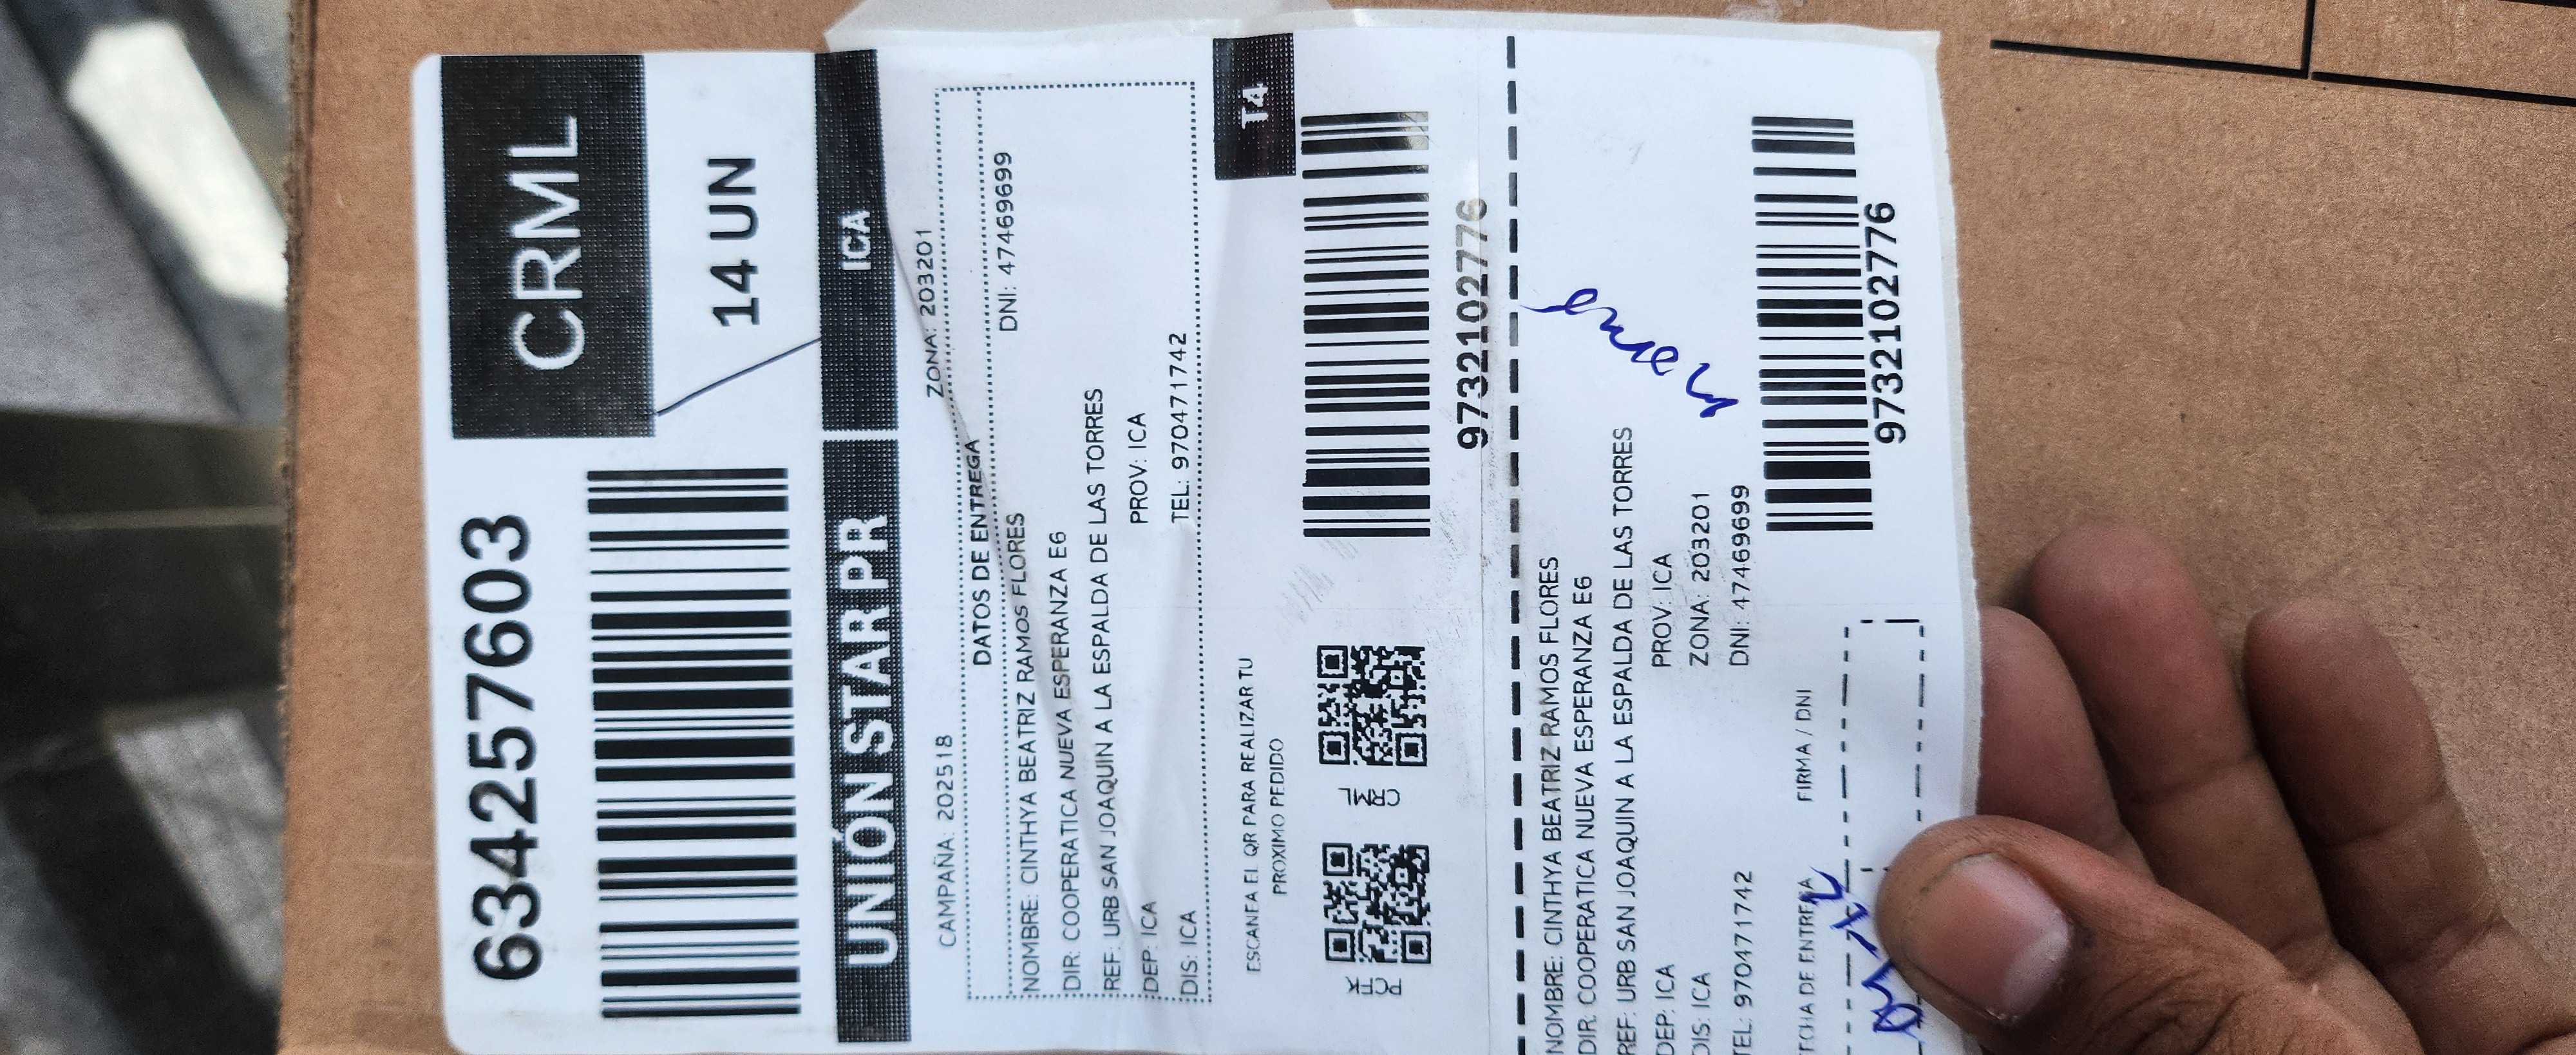 6342257603
CRML
14 UN
UNIÓN STAR PR
ICA
CAMPAÑA: 202518 ZONA: 203201
DATOS DE ENTREGA
NOMBRE: CINTHYA BEATRIZ RAMOS FLORES DNI: 47469699
DIR: COOPERATICA NUEVA ESPERANZA E6
REF: URB SAN JOAQUIN A LA ESPALDA DE LAS TORRES
DEP: ICA PROV: ICA
DIS: ICA TEL: 970471742
T4
ESCANEA EL QR PARA REALIZAR TU
PROXIMO PEDIDO
PCFK
CRML
9732102776
NOMBRE: CINTHYA BEATRIZ RAMOS FLORES
DIR: COOPERATICA NUEVA ESPERANZA E6
REF: URB SAN JOAQUIN A LA ESPALDA DE LAS TORRES
DEP: ICA PROV: ICA
DIS: ICA ZONA: 203201
TEL: 970471742 DNI: 47469699
FECHA DE ENTREGA FIRMA / DNI
9732102776